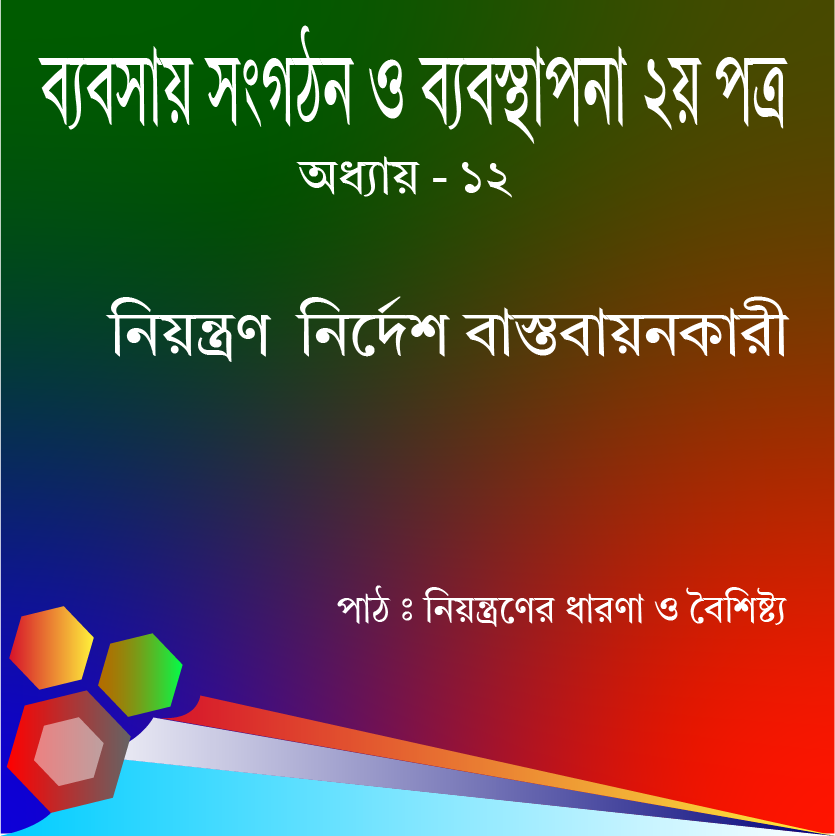 ব্যবসায় সংগঠন ও ব্যবস্থাপনা ২য় পত্র
অধ্যায় - ১২
নিয়ন্ত্রণ নির্দেশ বাস্তবায়নকারী
পাঠ ঃ নিয়ন্ত্রণের ধারণা ও বৈশিষ্ট্য